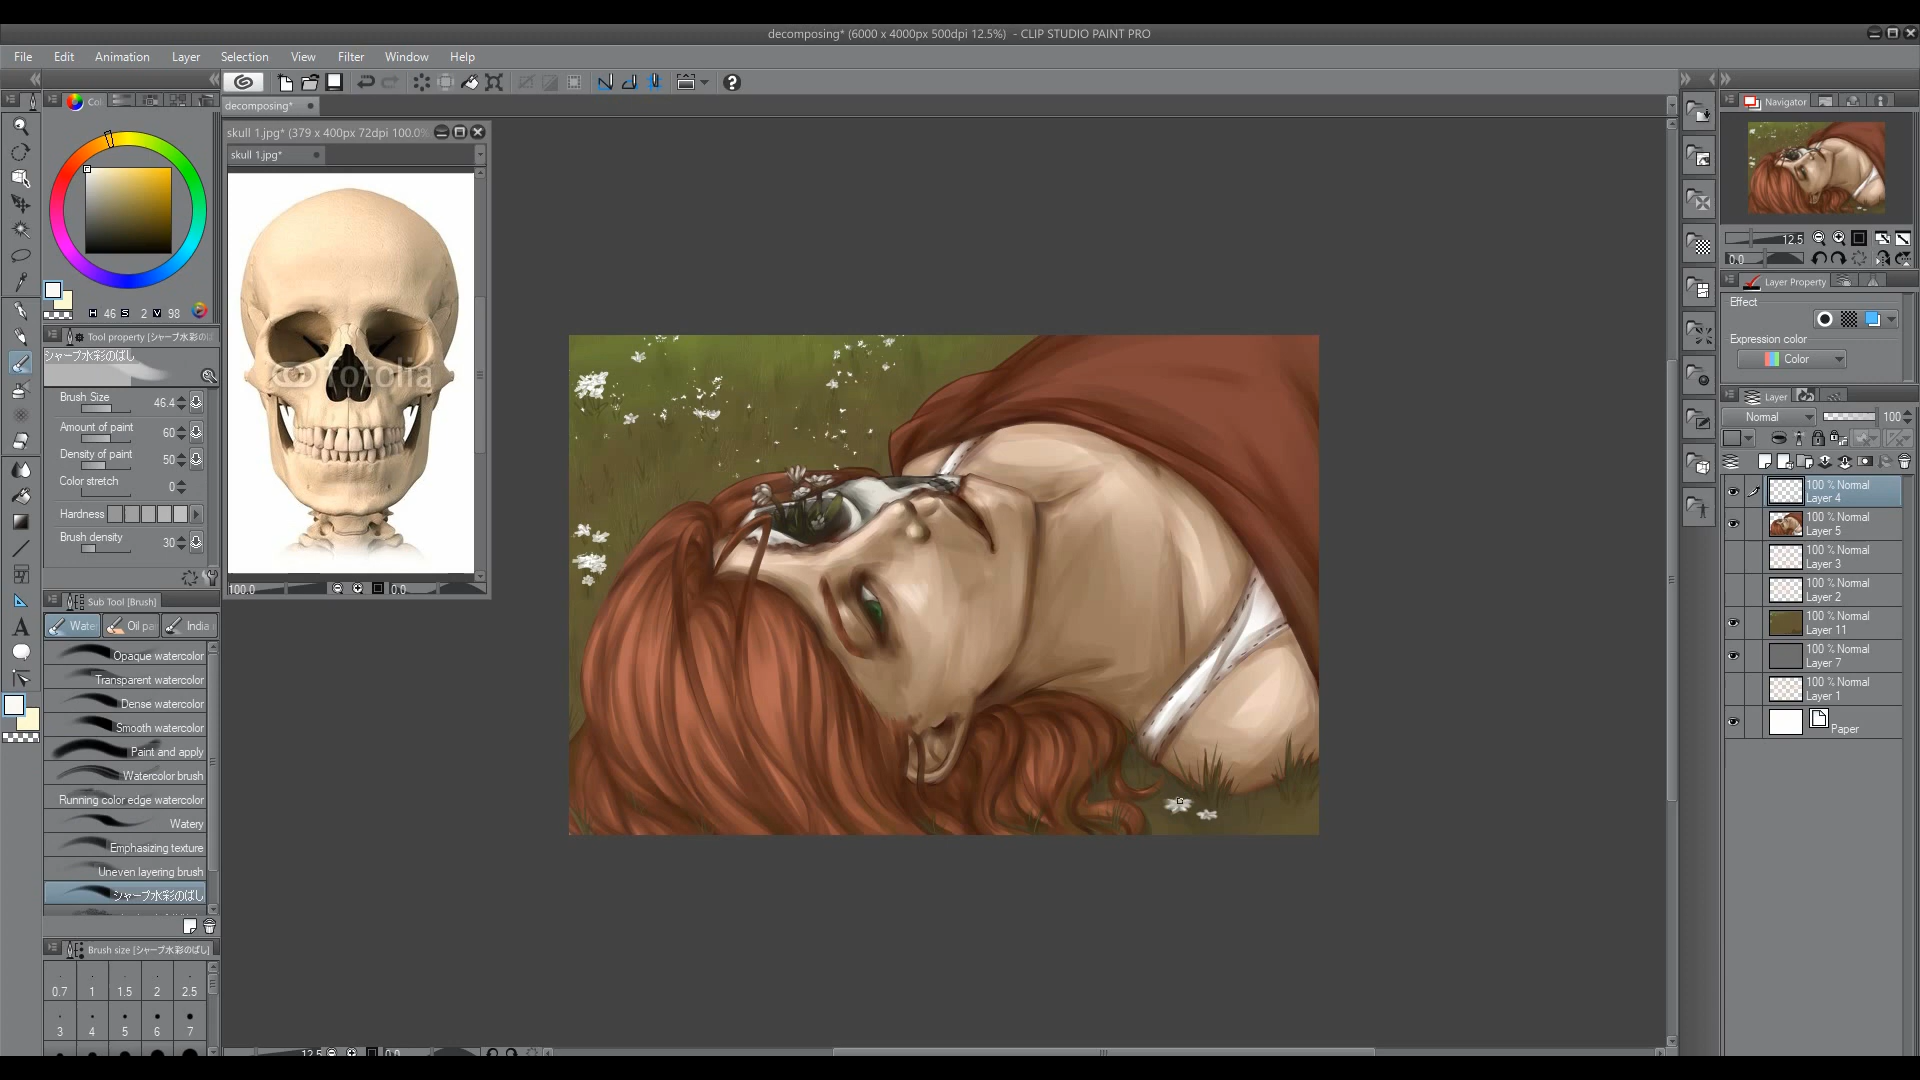 decomposing* (6000 x 4000px 500dpi 12.5%) - CLIP STUDIO PAINT PRO
File Edit Animation Layer Selection View Filter Window Help
decomposing*
skull 1.jpg* (379 x 400px 72dpi 100.0%
skull 1.jpg*
fotolia
100.0 0.0
12.5 0.0
Co
H 46 S 2 V 98
Tool property [シャープ水彩のばし
シャープ水彩のばし
Brush Size 46.4
Amount of paint 60
Density of paint 50
Color stretch 0
Hardness
Brush density 30
Sub Tool [Brush]
Wate Oil pa India
Opaque watercolor
Transparent watercolor
Dense watercolor
Smooth watercolor
Paint and apply
Watercolor brush
Running color edge watercolor
Watery
Emphasizing texture
Uneven layering brush
シャープ水彩のばし
Brush size [シャープ水彩のばし]
0.7 1 1.5 2 2.5
3 4 5 6 7
Navigator
12.5
0.0
Layer Property
Effect
Expression color
Color
Layer
Normal 100
100 % Normal
Layer 4
100 % Normal
Layer 5
100 % Normal
Layer 3
100 % Normal
Layer 2
100 % Normal
Layer 11
100 % Normal
Layer 7
100 % Normal
Layer 1
Paper